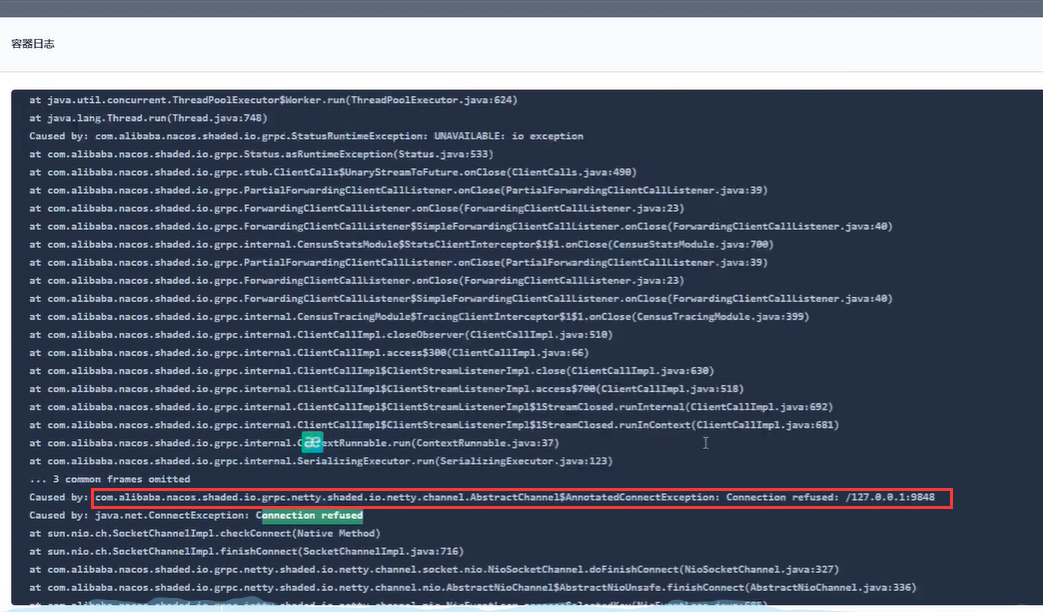 容器日志
at java.util.concurrent.ThreadPoolExecutor$Worker.run(ThreadPoolExecutor.java:624)
at java.lang.Thread.run(Thread.java:748)
Caused by: com.alibaba.nacos.shaded.io.grpc.StatusRuntimeException: UNAVAILABLE: io exception
at com.alibaba.nacos.shaded.io.grpc.Status.asRuntimeException(Status.java:533)
at com.alibaba.nacos.shaded.io.grpc.stub.ClientCalls$UnaryStreamToFuture.onClose(ClientCalls.java:490)
at com.alibaba.nacos.shaded.io.grpc.PartialForwardingClientCallListener.onClose(PartialForwardingClientCallListener.java:39)
at com.alibaba.nacos.shaded.io.grpc.ForwardingClientCallListener.onClose(ForwardingClientCallListener.java:23)
at com.alibaba.nacos.shaded.io.grpc.ForwardingClientCallListener$SimpleForwardingClientCallListener.onClose(ForwardingClientCallListener.java:40)
at com.alibaba.nacos.shaded.io.grpc.internal.CensusStatsModule$StatsClientInterceptor$1$1.onClose(CensusStatsModule.java:700)
at com.alibaba.nacos.shaded.io.grpc.PartialForwardingClientCallListener.onClose(PartialForwardingClientCallListener.java:39)
at com.alibaba.nacos.shaded.io.grpc.ForwardingClientCallListener.onClose(ForwardingClientCallListener.java:23)
at com.alibaba.nacos.shaded.io.grpc.ForwardingClientCallListener$SimpleForwardingClientCallListener.onClose(ForwardingClientCallListener.java:40)
at com.alibaba.nacos.shaded.io.grpc.internal.CensusTracingModule$TracingClientInterceptor$1$1.onClose(CensusTracingModule.java:399)
at com.alibaba.nacos.shaded.io.grpc.internal.ClientCallImpl.closeObserver(ClientCallImpl.java:510)
at com.alibaba.nacos.shaded.io.grpc.internal.ClientCallImpl.access$300(ClientCallImpl.java:66)
at com.alibaba.nacos.shaded.io.grpc.internal.ClientCallImpl$ClientStreamListenerImpl.close(ClientCallImpl.java:630)
at com.alibaba.nacos.shaded.io.grpc.internal.ClientCallImpl$ClientStreamListenerImpl.access$700(ClientCallImpl.java:518)
at com.alibaba.nacos.shaded.io.grpc.internal.ClientCallImpl$ClientStreamListenerImpl$1StreamClosed.runInternal(ClientCallImpl.java:692)
at com.alibaba.nacos.shaded.io.grpc.internal.ClientCallImpl$ClientStreamListenerImpl$1StreamClosed.runInContext(ClientCallImpl.java:681)
at com.alibaba.nacos.shaded.io.grpc.internal.C æ extRunnable.run(ContextRunnable.java:37)
at com.alibaba.nacos.shaded.io.grpc.internal.SerializingExecutor.run(SerializingExecutor.java:123)
... 3 common frames omitted
Caused by: com.alibaba.nacos.shaded.io.grpc.netty.shaded.io.netty.channel.AbstractChannel$AnnotatedConnectException: Connection refused: /127.0.0.1:9848
Caused by: java.net.ConnectException: Connection refused
at sun.nio.ch.SocketChannelImpl.checkConnect(Native Method)
at sun.nio.ch.SocketChannelImpl.finishConnect(SocketChannelImpl.java:716)
at com.alibaba.nacos.shaded.io.grpc.netty.shaded.io.netty.channel.socket.nio.NioSocketChannel.doFinishConnect(NioSocketChannel.java:327)
at com.alibaba.nacos.shaded.io.grpc.netty.shaded.io.netty.channel.nio.AbstractNioChannel$AbstractNioUnsafe.finishConnect(AbstractNioChannel.java:336)